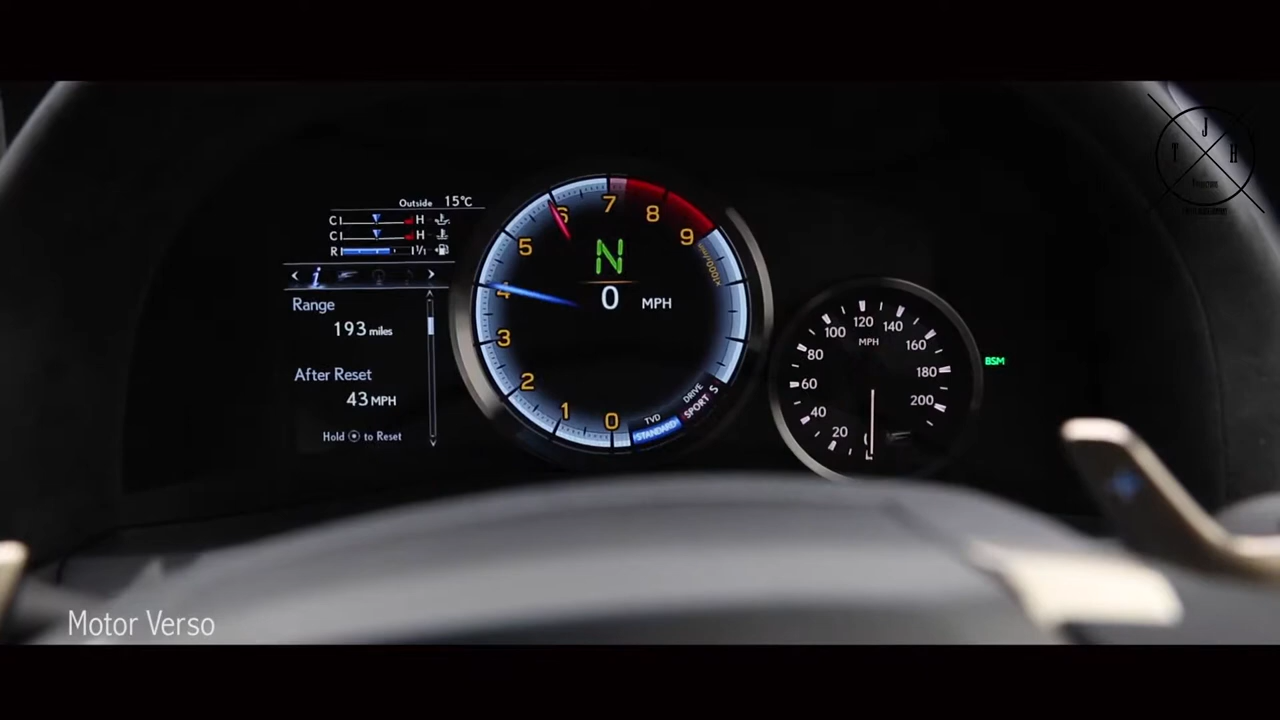 Outside 15°C
C H
C H
R 1/1
Range
193 miles
After Reset
43 MPH
Hold to Reset
0
1
2
3
4
5
6
7
8
9
x1000r/min
N
0 MPH
TVD
STANDARD
DRIVE
SPORT S
20
40
60
80
100
120
140
160
180
200
MPH
BSM
J
T H
Motor Verso